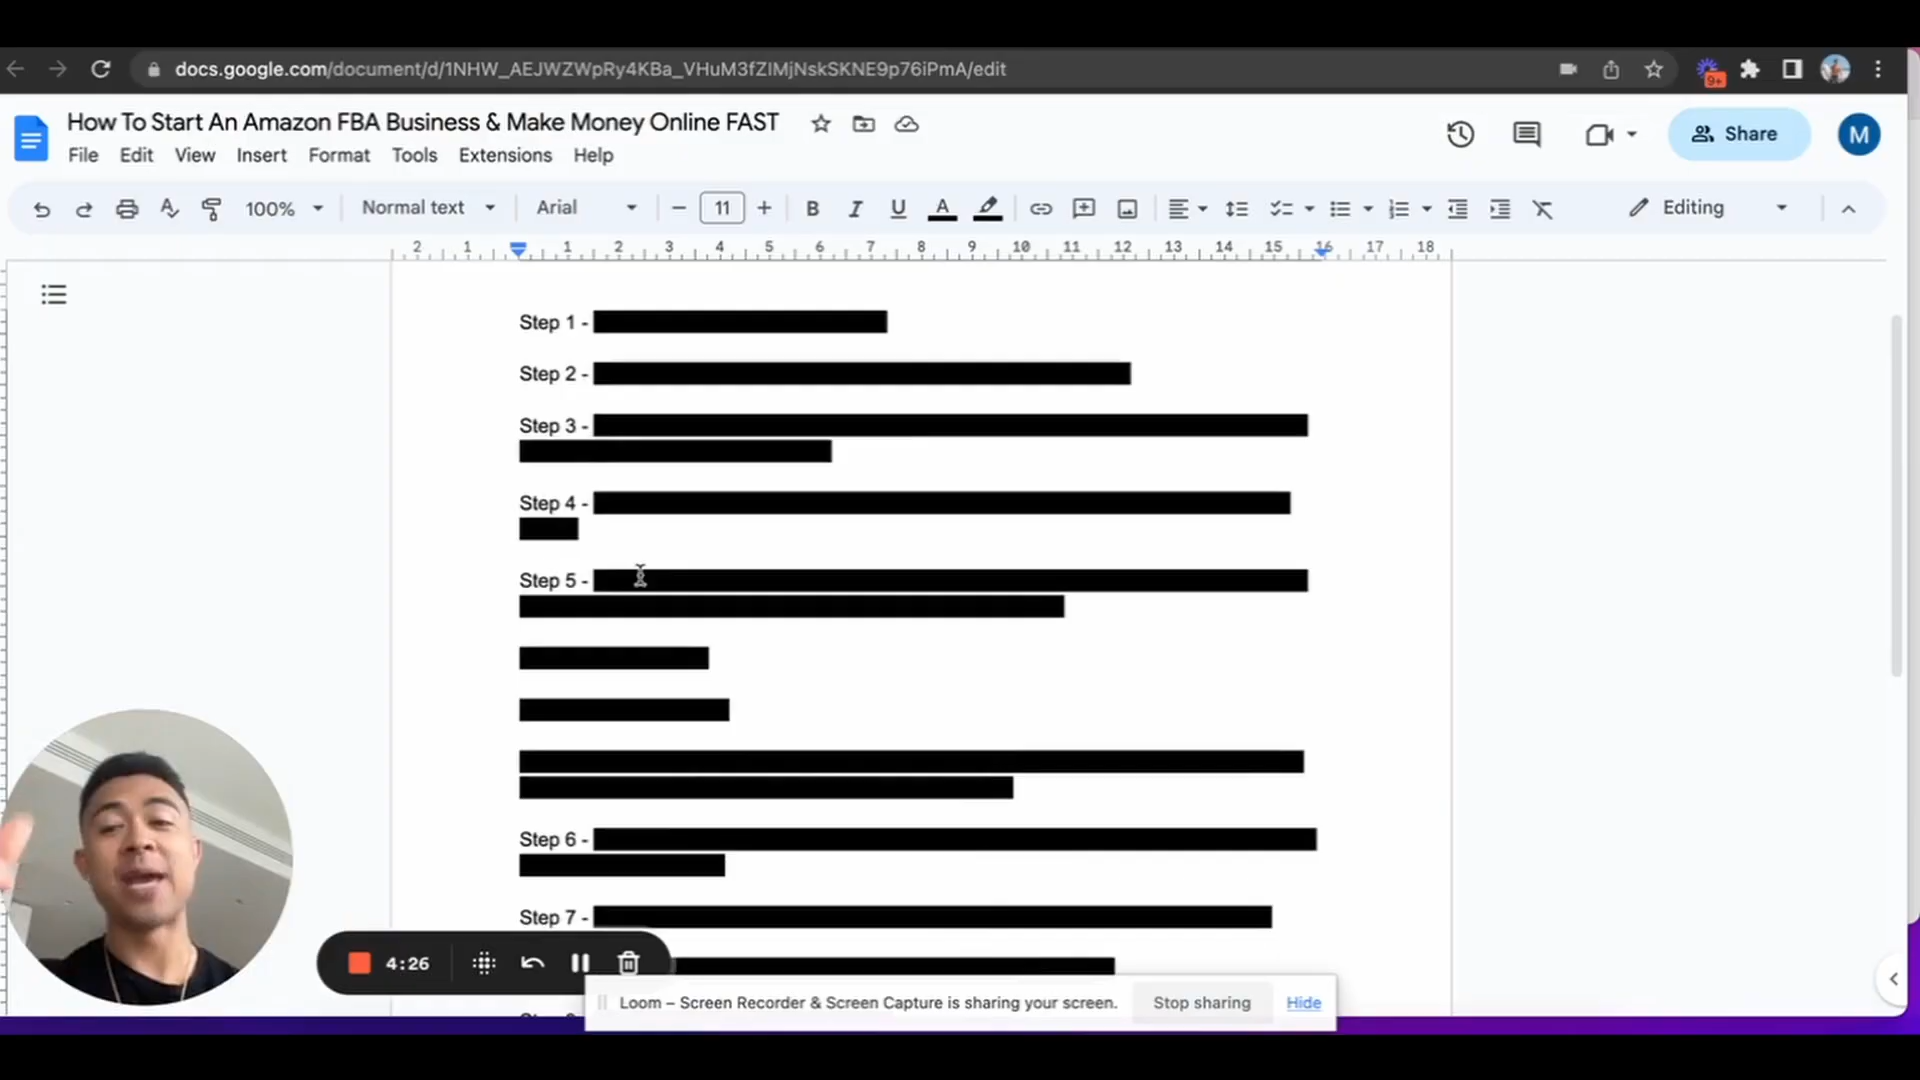 docs.google.com/document/d/1NHW_AEJWZWpRy4KBa_VHuM3fZIMjNskSKNE9p76iPmA/edit
9+
How To Start An Amazon FBA Business & Make Money Online FAST
File Edit View Insert Format Tools Extensions Help
Share
M
100% Normal text Arial 11 B I U A Editing
2 1 1 2 3 4 5 6 7 8 9 10 11 12 13 14 15 16 17 18
Step 1 -
Step 2 -
Step 3 -
Step 4 -
Step 5 -
Step 6 -
Step 7 -
4:26
Loom – Screen Recorder & Screen Capture is sharing your screen. Stop sharing Hide